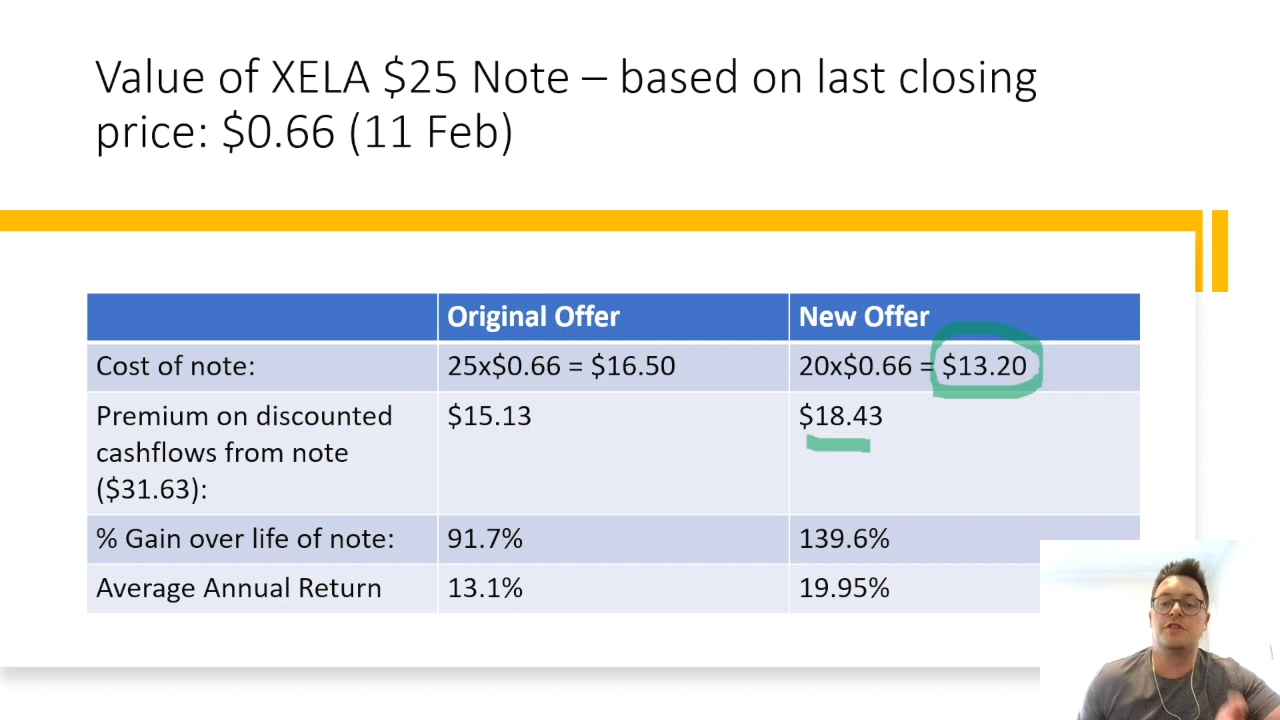 Value of XELA $25 Note – based on last closing
price: $0.66 (11 Feb)
Original Offer
New Offer
Cost of note:
25x$0.66 = $16.50
20x$0.66 = $13.20
Premium on discounted
cashflows from note
($31.63):
$15.13
$18.43
% Gain over life of note:
91.7%
139.6%
Average Annual Return
13.1%
19.95%